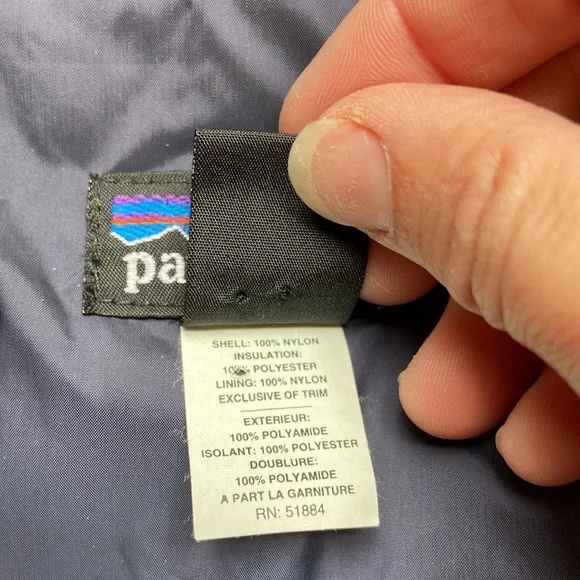 pa
SHELL: 100% NYLON
INSULATION:
100% POLYESTER
LINING: 100% NYLON
EXCLUSIVE OF TRIM
EXTERIEUR:
100% POLYAMIDE
ISOLANT: 100% POLYESTER
DOUBLURE:
100% POLYAMIDE
A PART LA GARNITURE
RN: 51884